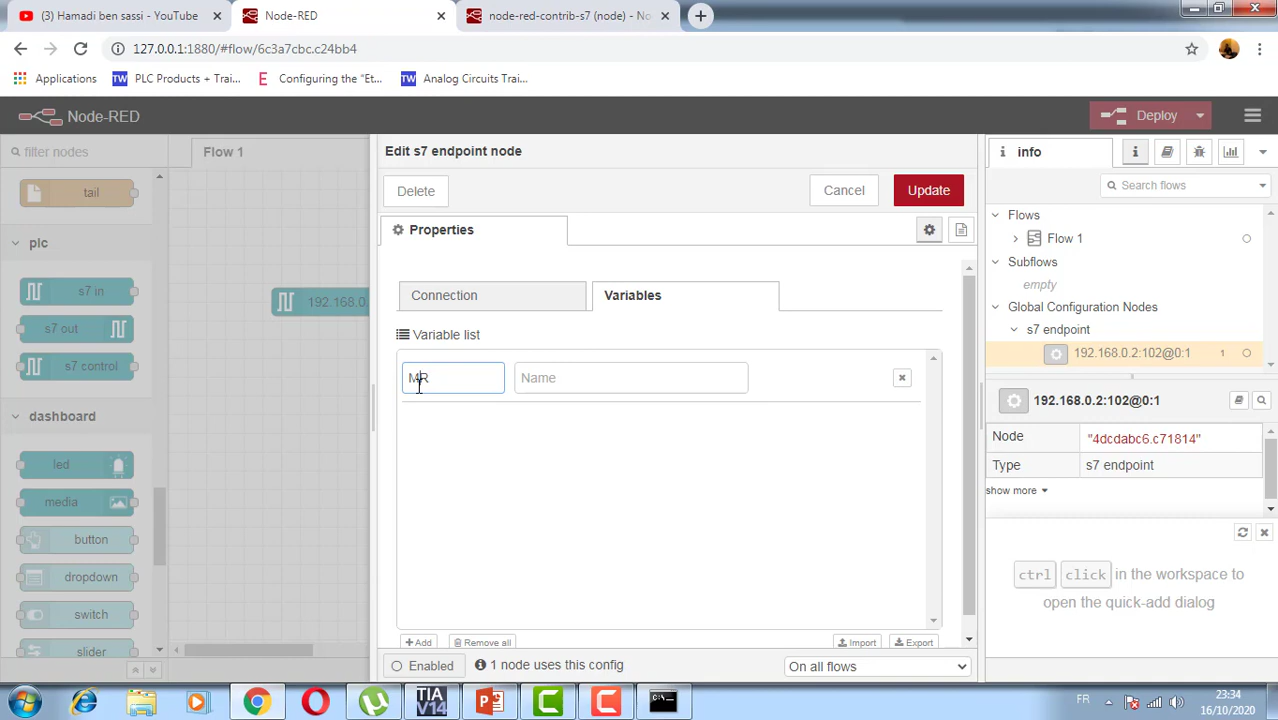 (3) Hamadi ben sassi - YouTube
Node-RED
node-red-contrib-s7 (node) - No
127.0.0.1:1880/#flow/6c3a7cbc.c24bb4
Applications
TW PLC Products + Trai...
E Configuring the "Et...
TW Analog Circuits Trai...
Node-RED
Deploy
filter nodes
Flow 1
Edit s7 endpoint node
i info
Delete
Cancel
Update
Search flows
tail
Properties
Flows
Flow 1
plc
Subflows
empty
s7 in
192.168.0.
Connection
Variables
Global Configuration Nodes
s7 out
Variable list
s7 endpoint
192.168.0.2:102@0:1 1
s7 control
MR
Name
dashboard
192.168.0.2:102@0:1
led
Node "4dcdabc6.c71814"
Type s7 endpoint
media
show more
button
dropdown
ctrl click in the workspace to
open the quick-add dialog
switch
slider
+ Add
Remove all
Import
Export
Enabled
1 node uses this config
On all flows
TIA
V14
C:\_
FR
23:34
16/10/2020